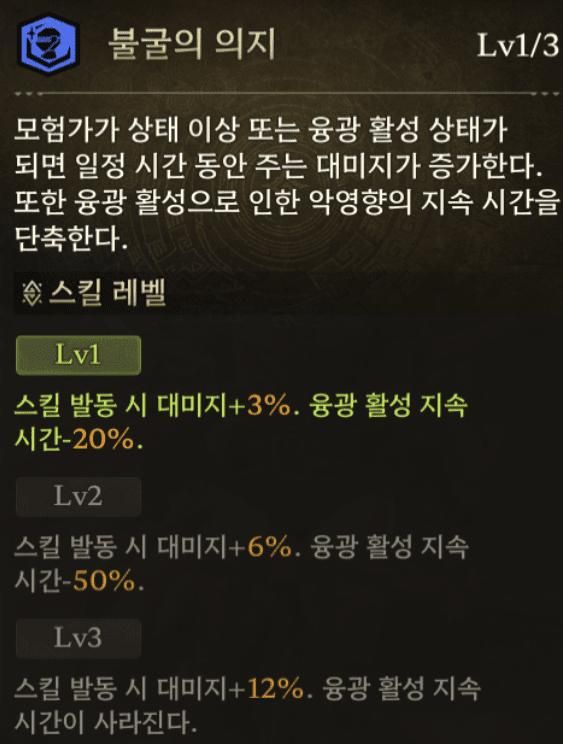 불굴의 의지 Lv1/3
모험가가 상태 이상 또는 융광 활성 상태가
되면 일정 시간 동안 주는 대미지가 증가한다.
또한 융광 활성으로 인한 악영향의 지속 시간을
단축한다.
스킬 레벨
Lv1
스킬 발동 시 대미지+3%. 융광 활성 지속
시간-20%.
Lv2
스킬 발동 시 대미지+6%. 융광 활성 지속
시간-50%.
Lv3
스킬 발동 시 대미지+12%. 융광 활성 지속
시간이 사라진다.